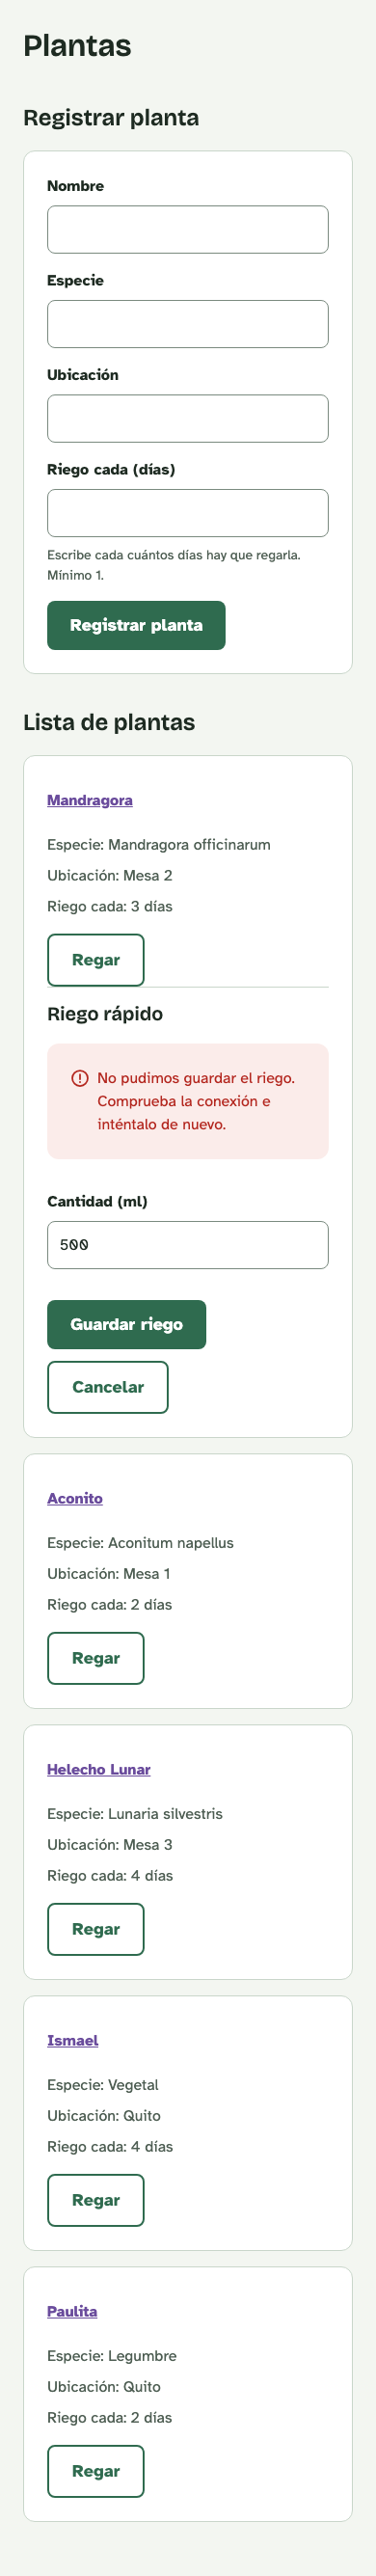 Plantas
Registrar planta
Nombre
Especie
Ubicación
Riego cada (días)
Escribe cada cuántos días hay que regarla.
Mínimo 1.
Registrar planta
Lista de plantas
Mandragora
Especie: Mandragora officinarum
Ubicación: Mesa 2
Riego cada: 3 días
Regar
Riego rápido
No pudimos guardar el riego.
Comprueba la conexión e
inténtalo de nuevo.
Cantidad (ml)
500
Guardar riego
Cancelar
Aconito
Especie: Aconitum napellus
Ubicación: Mesa 1
Riego cada: 2 días
Regar
Helecho Lunar
Especie: Lunaria silvestris
Ubicación: Mesa 3
Riego cada: 4 días
Regar
Ismael
Especie: Vegetal
Ubicación: Quito
Riego cada: 4 días
Regar
Paulita
Especie: Legumbre
Ubicación: Quito
Riego cada: 2 días
Regar